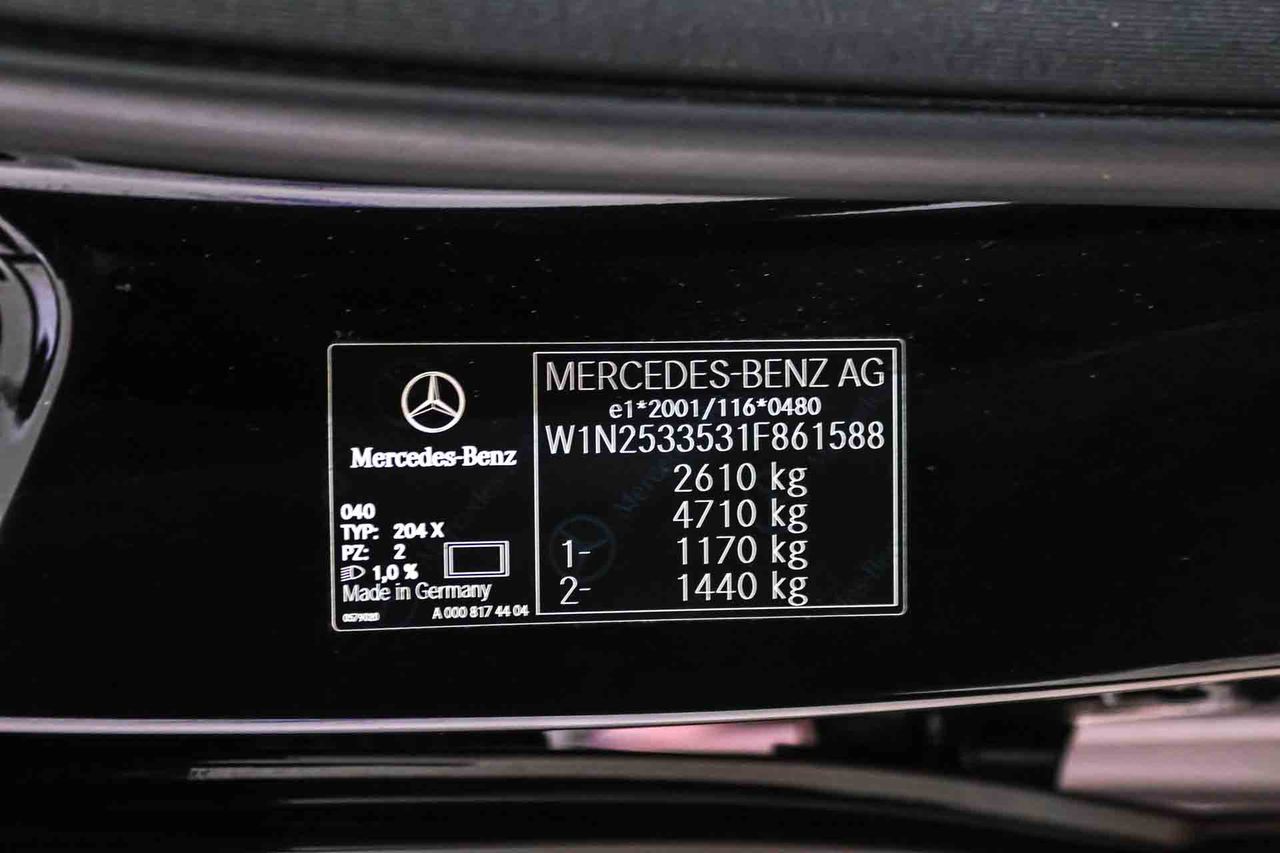 Mercedes-Benz
040
TYP: 204 X
PZ: 2
1,0 %
Made in Germany
A 000 817 44 04
MERCEDES-BENZ AG
e1*2001/116*0480
W1N2533531F861588
2610 kg
4710 kg
1- 1170 kg
2- 1440 kg